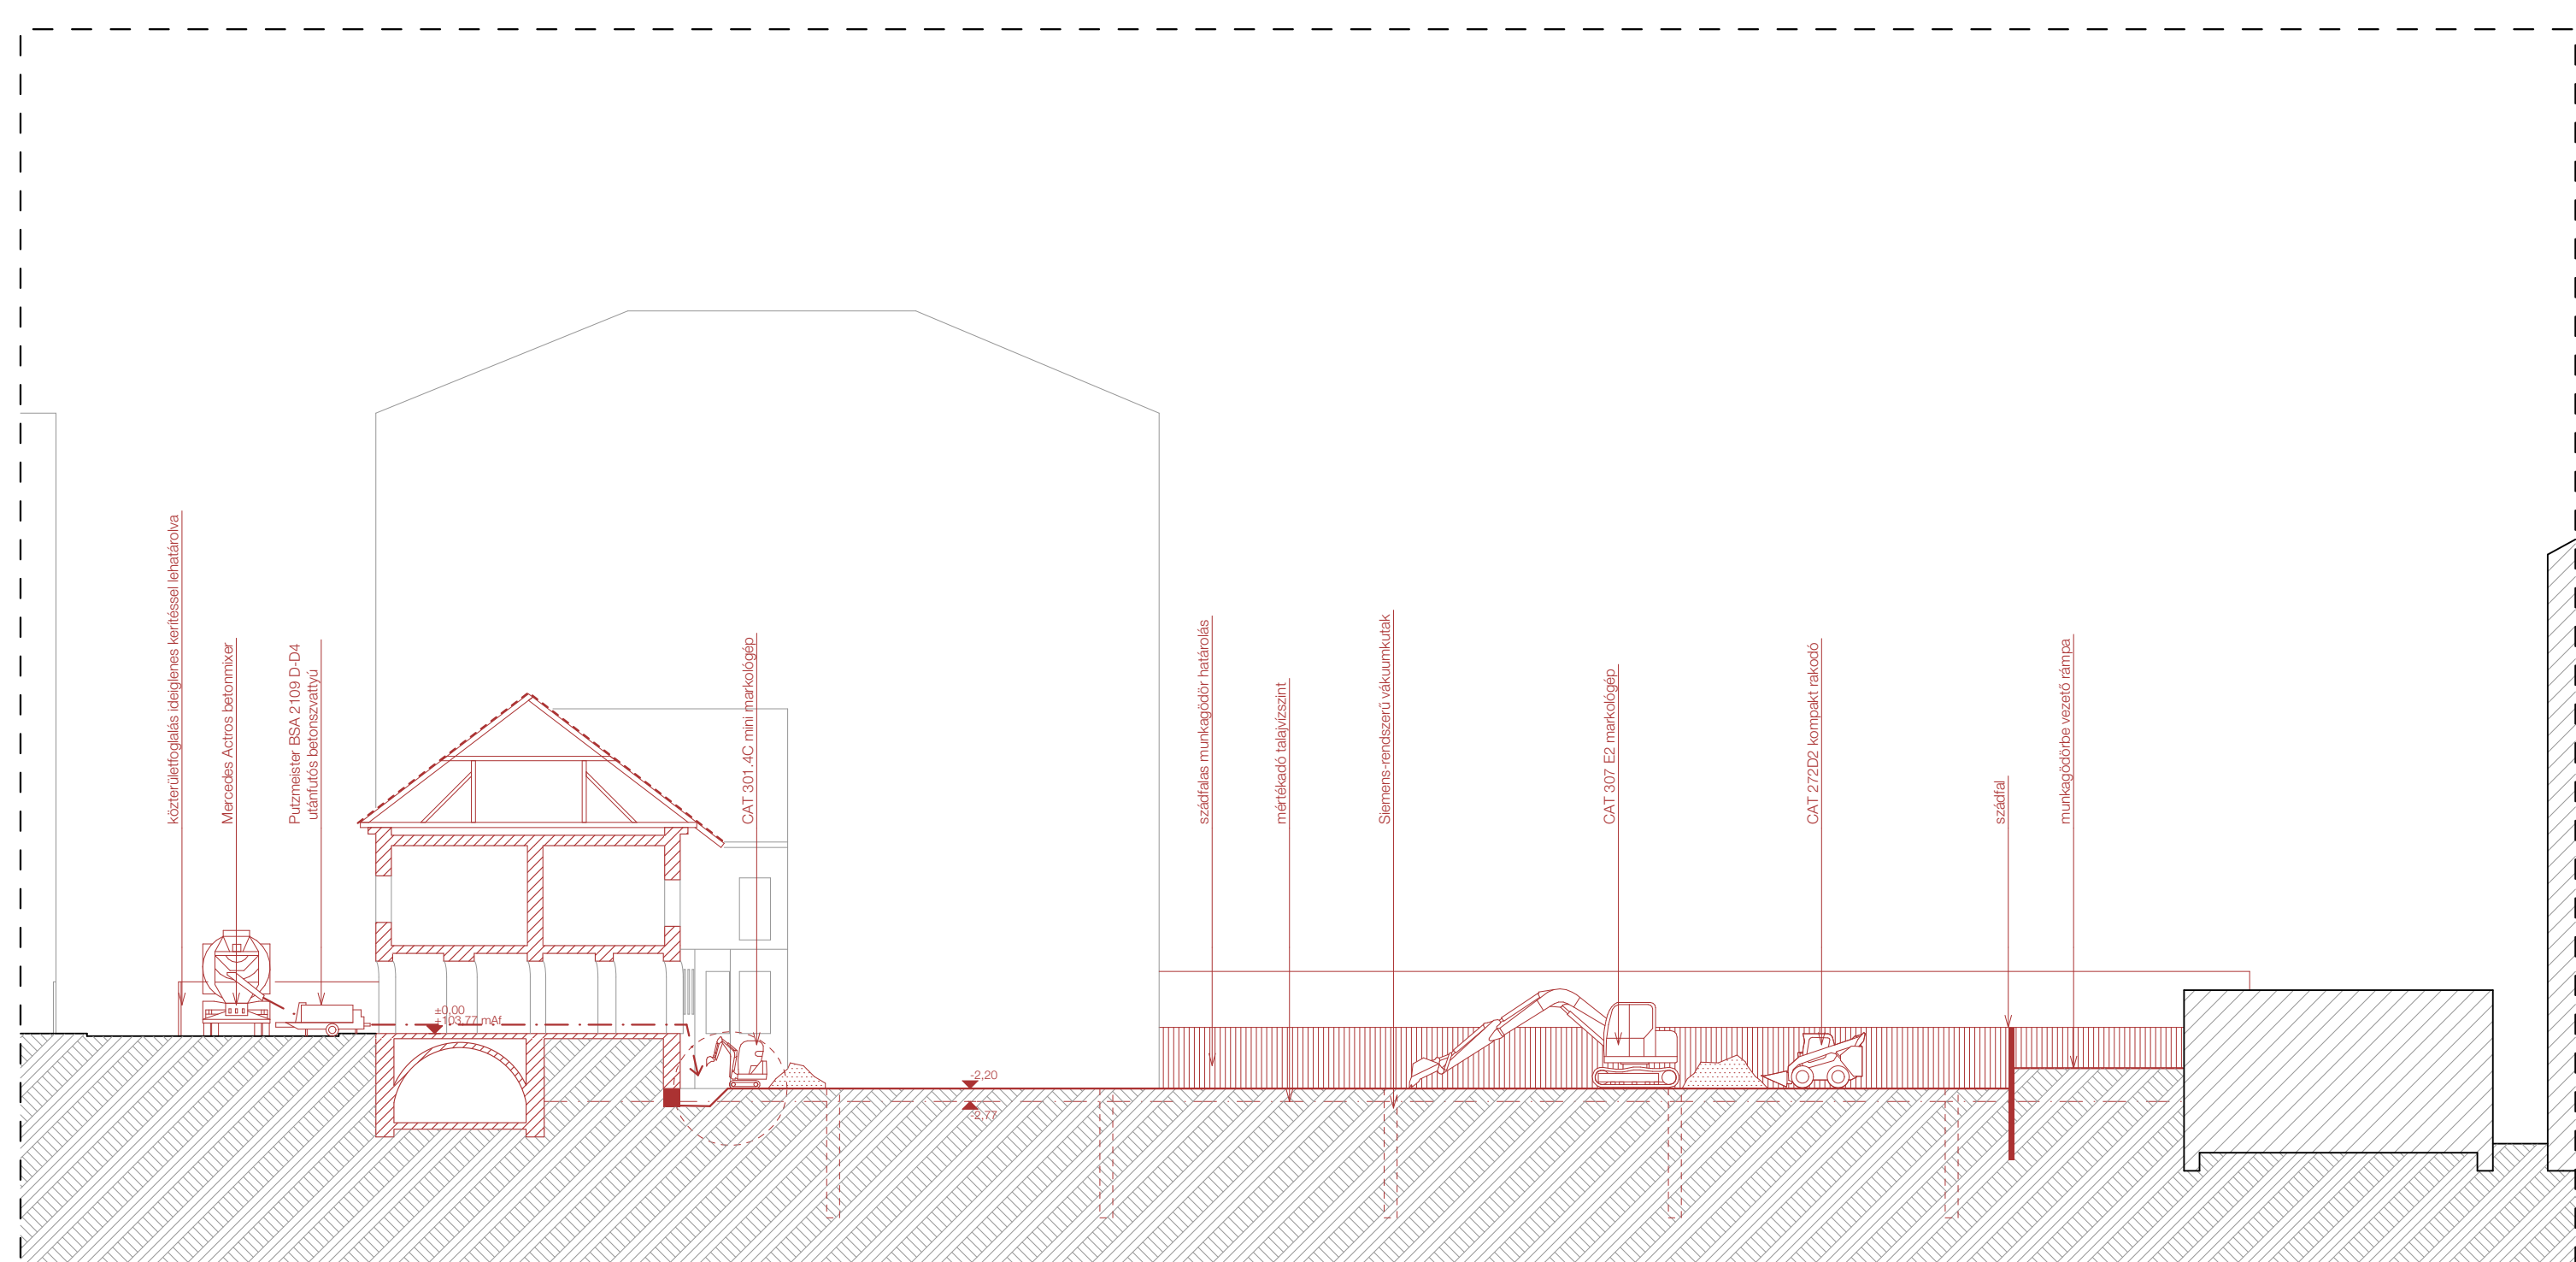 közterületfoglalás ideiglenes kerítéssel lehatárolva
Mercedes Actros betonmixer
Putzmeister BSA 2109 D-D4
utánfutós betonszvattyú
CAT 301.4C mini markológép
szádfalas munkagödör határolás
mértékadó talajvízszint
Siemens-rendszerű vákuumkutak
CAT 307 E2 markológép
CAT 272D2 kompakt rakodó
szádfal
munkagödörbe vezető rámpa
±0,00
+103,77 mAf
-2,20
-2,77